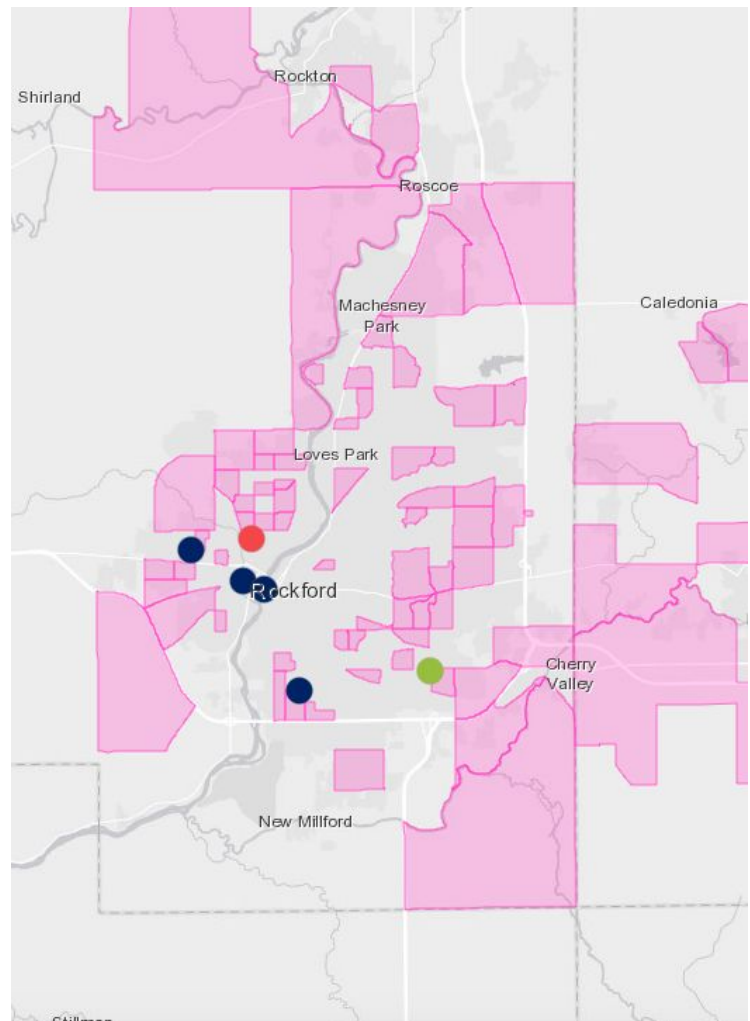 Rockton
Shirland
Roscoe
Caledonia
Machesney
Park
Loves Park
Rockford
Cherry
Valley
New Millford